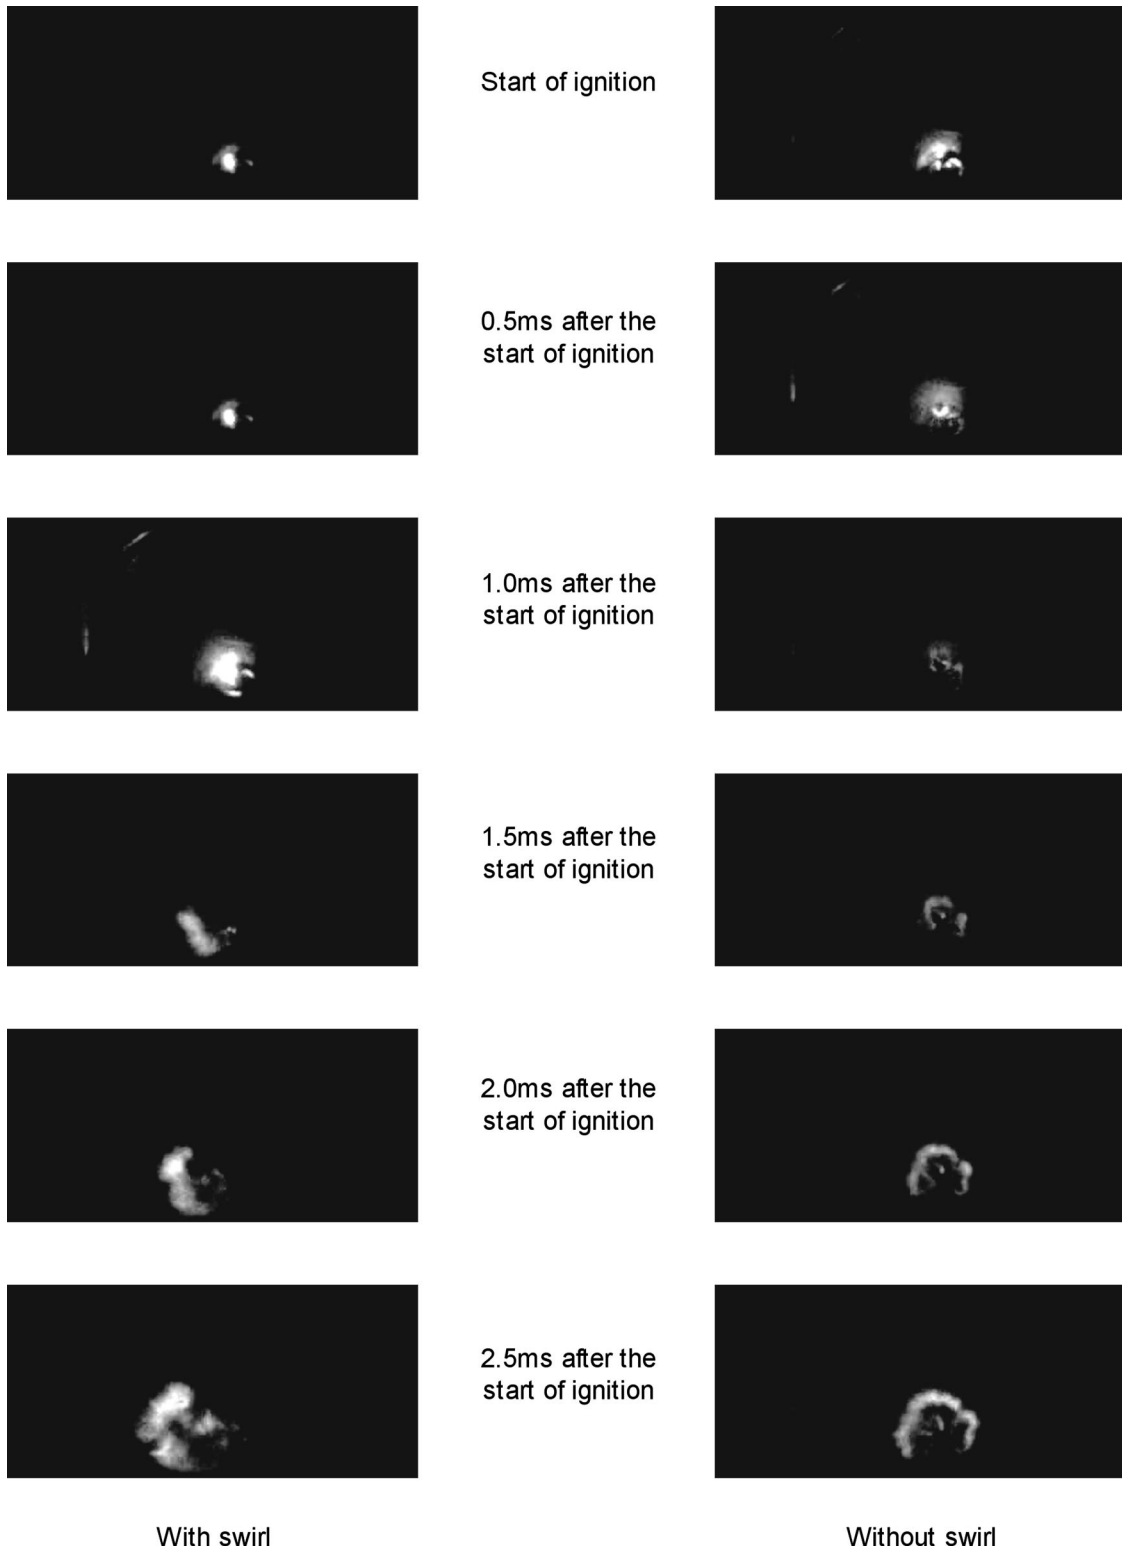 Start of ignition
0.5ms after the
start of ignition
1.0ms after the
start of ignition
1.5ms after the
start of ignition
2.0ms after the
start of ignition
2.5ms after the
start of ignition
With swirl
Without swirl